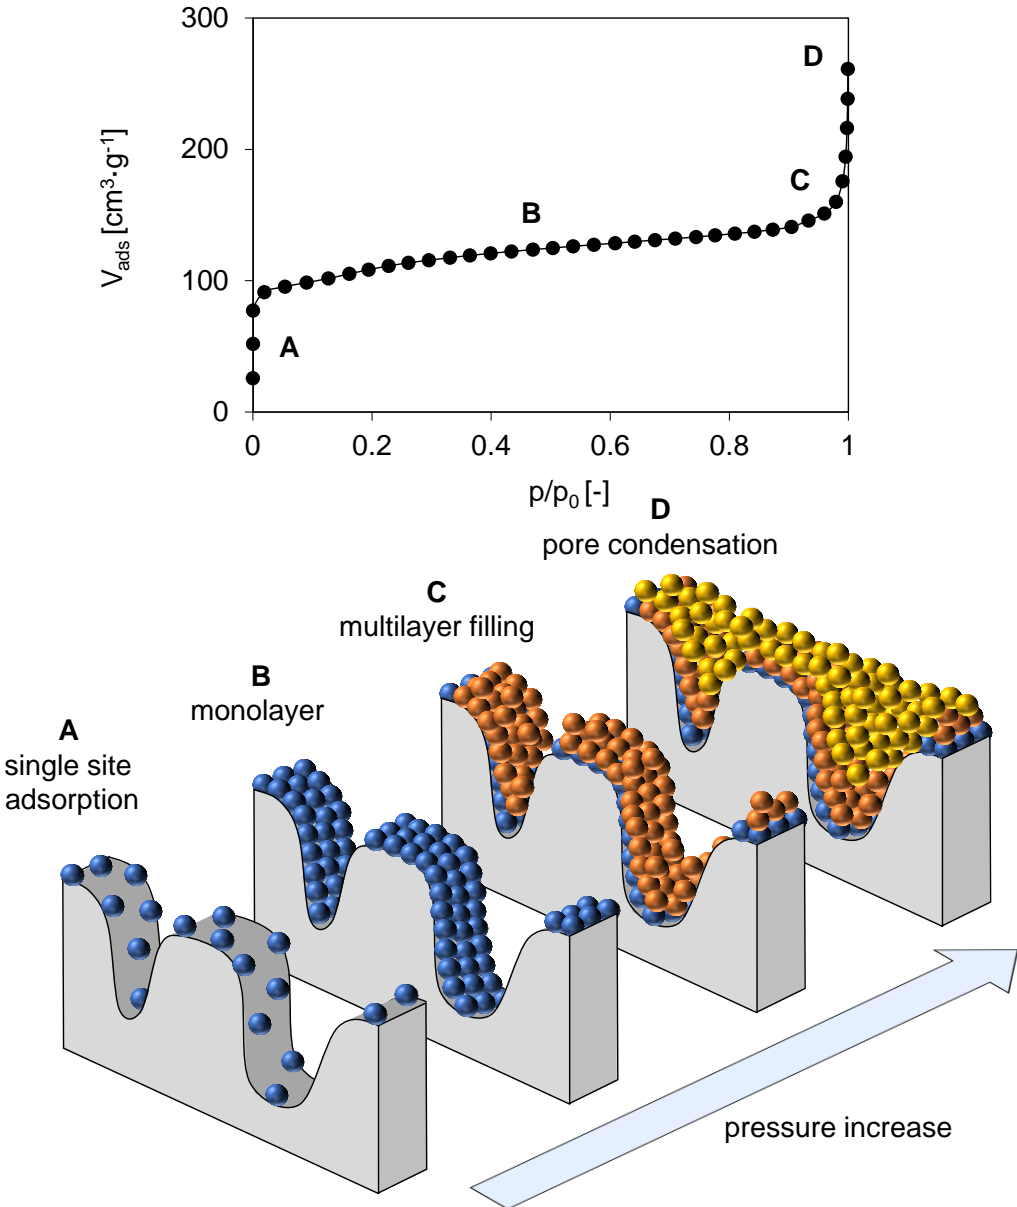 300
D
200
C
B
V_ads [cm³·g⁻¹]
100
A
0
0 0.2 0.4 0.6 0.8 1
p/p₀ [-]
D
pore condensation
C
multilayer filling
B
monolayer
A
single site
adsorption
pressure increase